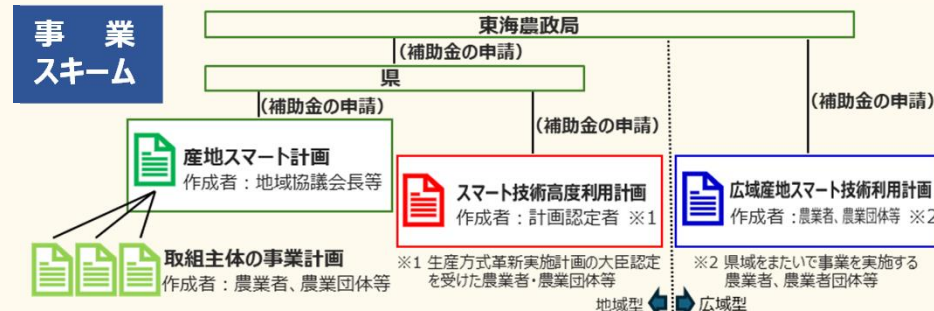 事 業
スキーム
東海農政局
(補助金の申請)
県
(補助金の申請)
(補助金の申請)
(補助金の申請)
産地スマート計画
作成者：地域協議会長等
スマート技術高度利用計画
作成者：計画認定者 ※1
広域産地スマート技術利用計画
作成者：農業者、農業団体等 ※2
取組主体の事業計画
作成者：農業者、農業団体等
※1 生産方式革新実施計画の大臣認定
を受けた農業者・農業団体等
※2 県域をまたいで事業を実施する
農業者、農業者団体等
地域型
広域型